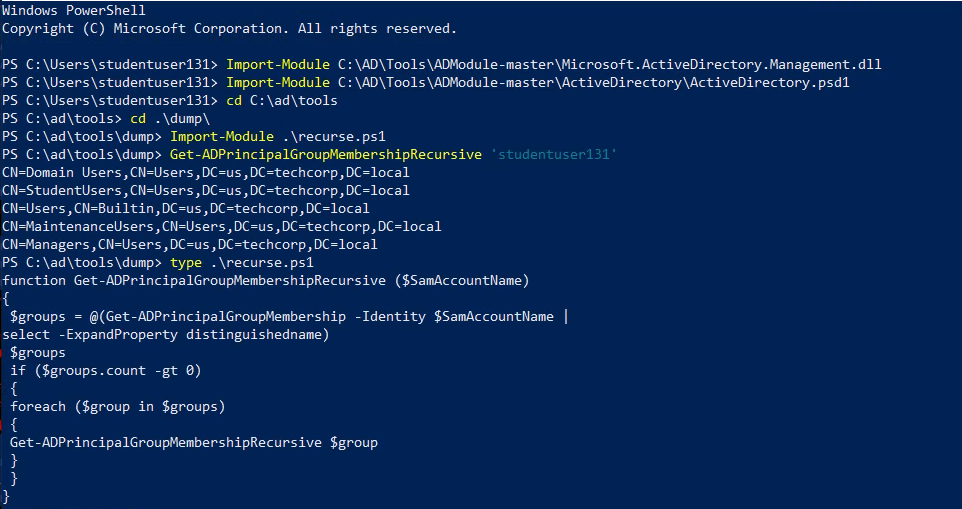 Windows PowerShell
Copyright (C) Microsoft Corporation. All rights reserved.
PS C:\Users\studentuser131> Import-Module C:\AD\Tools\ADModule-master\Microsoft.ActiveDirectory.Management.dll
PS C:\Users\studentuser131> Import-Module C:\AD\Tools\ADModule-master\ActiveDirectory\ActiveDirectory.psd1
PS C:\Users\studentuser131> cd C:\ad\tools
PS C:\ad\tools> cd .\dump\
PS C:\ad\tools\dump> Import-Module .\recurse.ps1
PS C:\ad\tools\dump> Get-ADPrincipalGroupMembershipRecursive 'studentuser131'
CN=Domain Users,CN=Users,DC=us,DC=techcorp,DC=local
CN=StudentUsers,CN=Users,DC=us,DC=techcorp,DC=local
CN=Users,CN=Builtin,DC=us,DC=techcorp,DC=local
CN=MaintenanceUsers,CN=Users,DC=us,DC=techcorp,DC=local
CN=Managers,CN=Users,DC=us,DC=techcorp,DC=local
PS C:\ad\tools\dump> type .\recurse.ps1
function Get-ADPrincipalGroupMembershipRecursive ($SamAccountName)
{
$groups = @(Get-ADPrincipalGroupMembership -Identity $SamAccountName |
select -ExpandProperty distinguishedname)
$groups
if ($groups.count -gt 0)
{
foreach ($group in $groups)
{
Get-ADPrincipalGroupMembershipRecursive $group
}
}
}